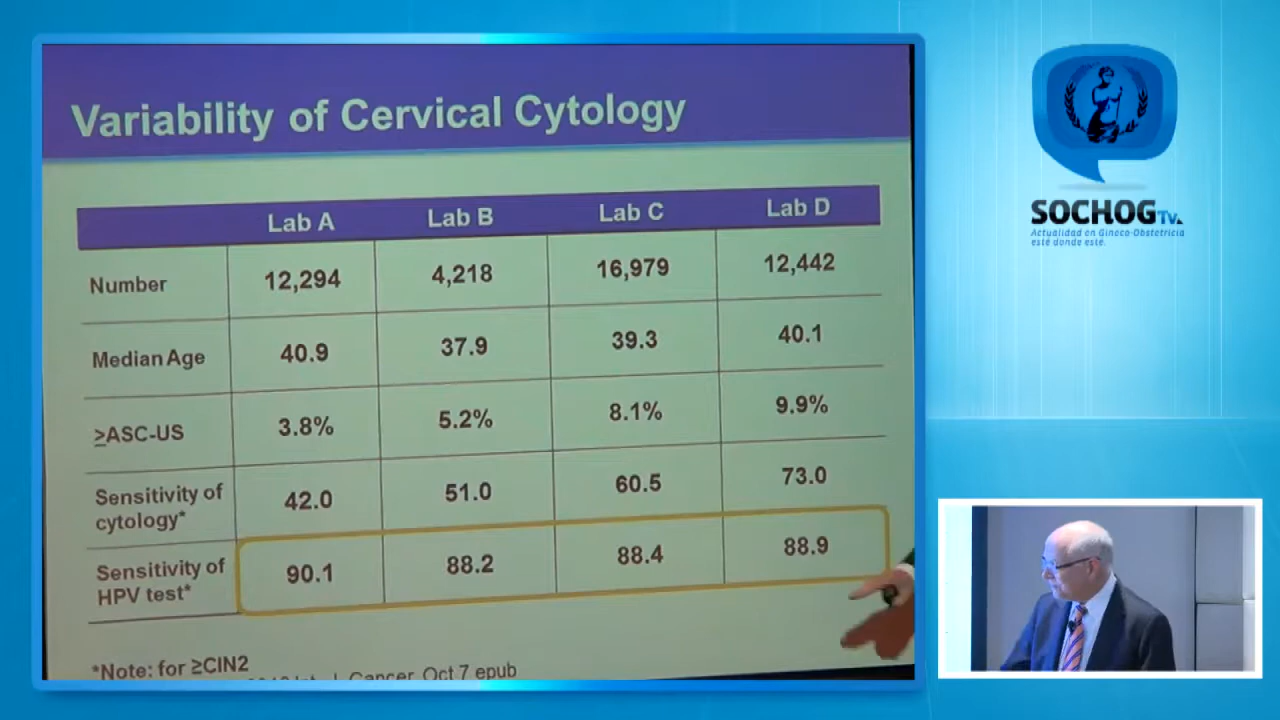 Variability of Cervical Cytology
Lab A Lab B Lab C Lab D
Number 12,294 4,218 16,979 12,442
Median Age 40.9 37.9 39.3 40.1
≥ASC-US 3.8% 5.2% 8.1% 9.9%
Sensitivity of
cytology* 42.0 51.0 60.5 73.0
Sensitivity of
HPV test* 90.1 88.2 88.4 88.9
*Note: for ≥CIN2
Cancer, Oct 7 epub
SOCHOG Tv.
Actualidad en Gineco-Obstetricia
esté donde esté.